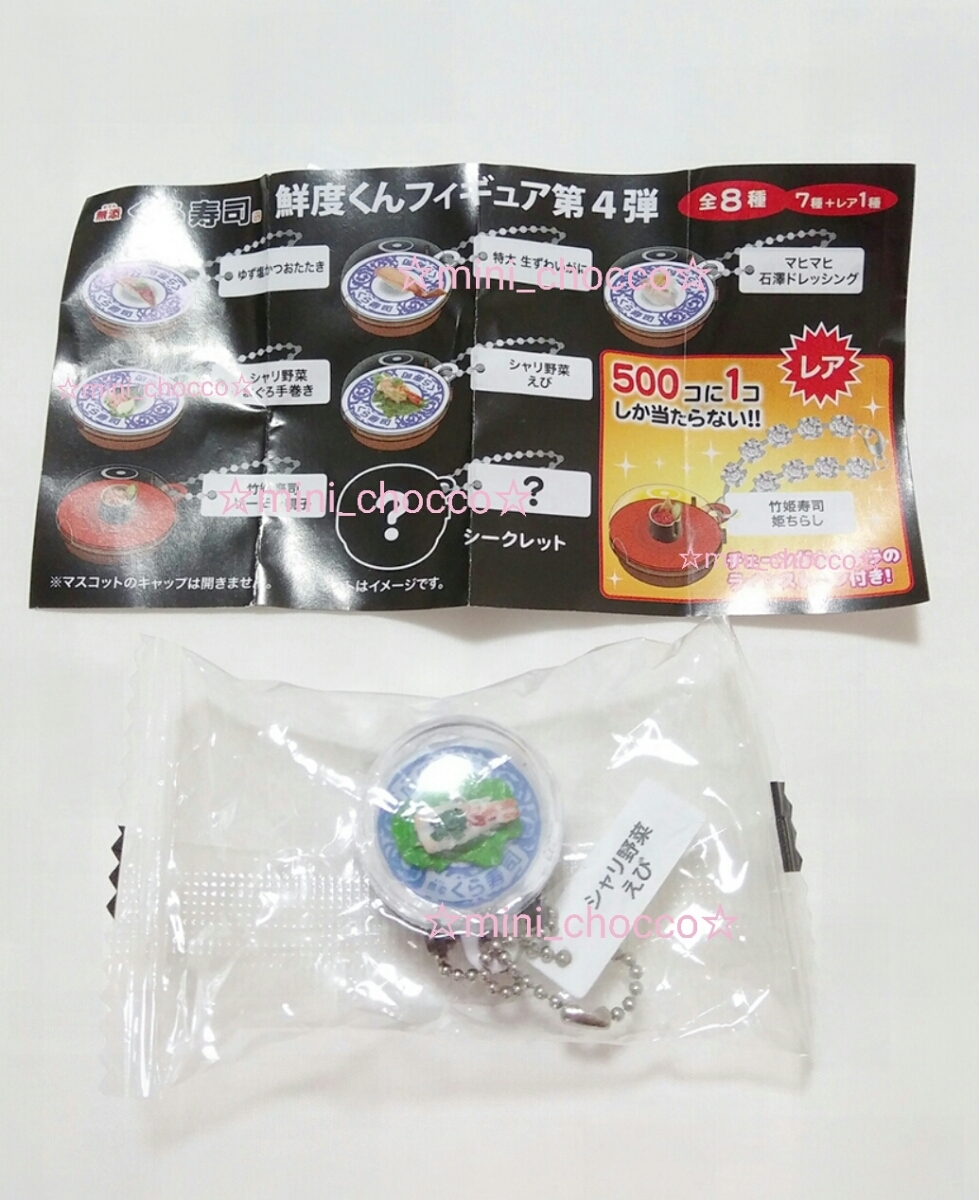 無添
寿司
鮮度くんフィギュア第4弾
全8種
7種+レア1種
ゆず塩かつおたたき
特大 生ずわいがに
マヒマヒ
石澤ドレッシング
☆mini_chocco☆
シャリ野菜
まぐろ手巻き
☆mini_chocco☆
シャリ野菜
えび
500コに1コ
しか当たらない!!
レア
竹姫寿司
☆mini_chocco☆
?
?
シークレット
竹姫寿司
姫ちらし
※マスコットのキャップは開きません。
はイメージです。
付き!
くら寿司
シャリ野菜
えび
☆mini_chocco☆